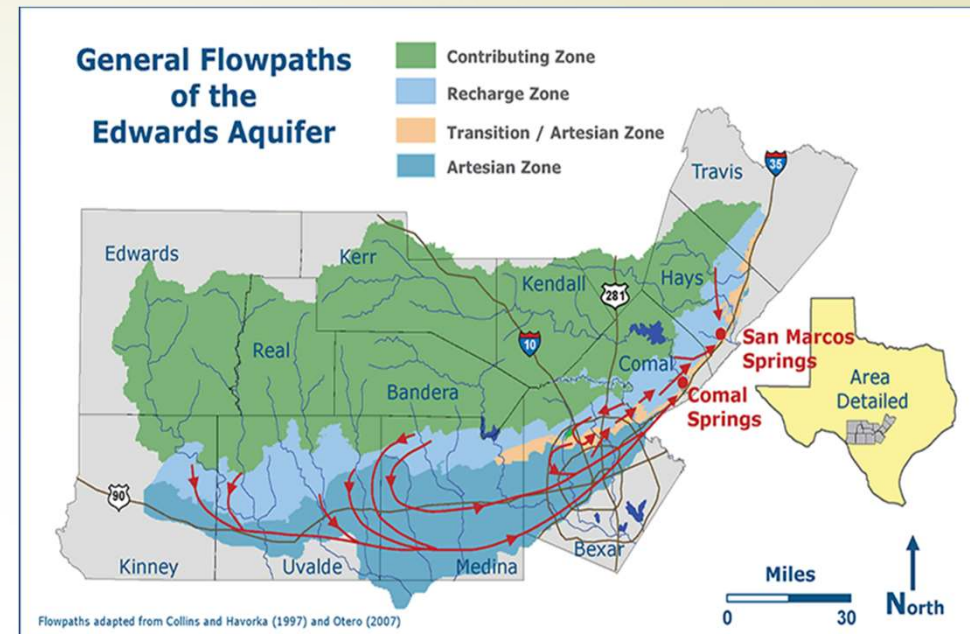 General Flowpaths
of the
Edwards Aquifer
Contributing Zone
Recharge Zone
Transition / Artesian Zone
Artesian Zone
Travis
35
Edwards
Kerr
Kendall
281
Hays
10
Real
Comal
Bandera
San Marcos
Springs
Comal
Springs
Area
Detailed
90
Kinney
Uvalde
Medina
Bexar
Miles
0
30
North
Flowpaths adapted from Collins and Havorka (1997) and Otero (2007)